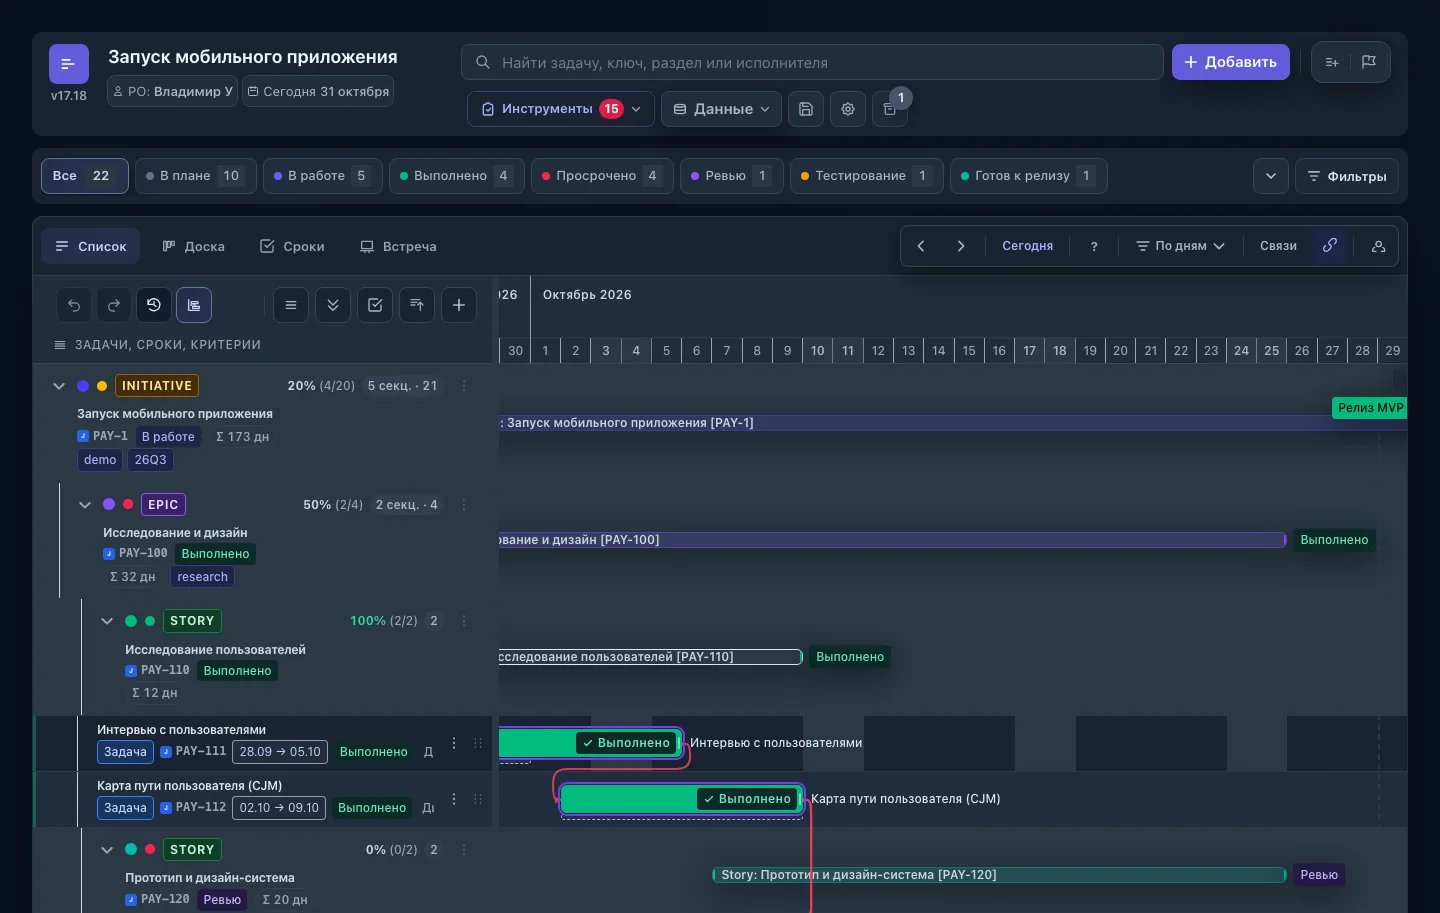 Запуск мобильного приложения
v17.18
PO: Владимир У
Сегодня 31 октября
Найти задачу, ключ, раздел или исполнителя
Добавить
Инструменты 15
Данные
1
Все 22
В плане 10
В работе 5
Выполнено 4
Просрочено 4
Ревью 1
Тестирование 1
Готов к релизу 1
Фильтры
Список
Доска
Сроки
Встреча
Сегодня
?
По дням
Связи
ЗАДАЧИ, СРОКИ, КРИТЕРИИ
26 Октябрь 2026
30 1 2 3 4 5 6 7 8 9 10 11 12 13 14 15 16 17 18 19 20 21 22 23 24 25 26 27 28 29
INITIATIVE 20% (4/20) 5 секц. · 21
Запуск мобильного приложения
PAY-1 В работе Σ 173 дн
demo 26Q3
Релиз MVP
: Запуск мобильного приложения [PAY-1]
EPIC 50% (2/4) 2 секц. · 4
Исследование и дизайн
PAY-100 Выполнено
Σ 32 дн research
ование и дизайн [PAY-100] Выполнено
STORY 100% (2/2) 2
Исследование пользователей
PAY-110 Выполнено
Σ 12 дн
сследование пользователей [PAY-110] Выполнено
Интервью с пользователями
Задача PAY-111 28.09 → 05.10 Выполнено Д
✓ Выполнено Интервью с пользователями
Карта пути пользователя (CJM)
Задача PAY-112 02.10 → 09.10 Выполнено
✓ Выполнено Карта пути пользователя (CJM)
STORY 0% (0/2) 2
Прототип и дизайн-система
PAY-120 Ревью Σ 20 дн
Story: Прототип и дизайн-система [PAY-120] Ревью